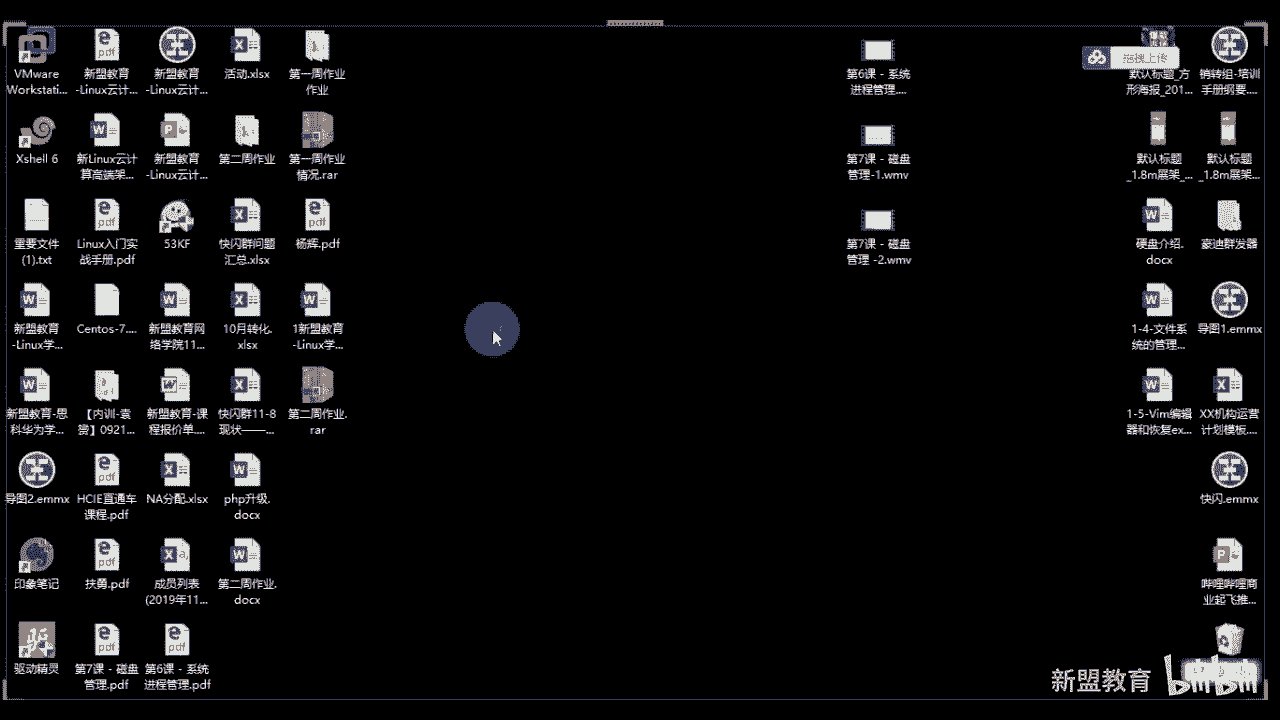 VMware
Workstati...
新盟教育
-Linux云计...
新盟教育
-Linux云计...
活动.xlsx
第一周作业
作业
第6课 - 系统
进程管理....
拖拽上传
默认标题_方
形海报_201...
销转组-培训
手册纲要....
Xshell 6
新Linux云计
算高端架...
新盟教育
-Linux云计...
第二周作业
第一周作业
情况.rar
第7课 - 磁盘
管理-1.wmv
默认标题
_1.8m展架_...
默认标题
_1.8m展架...
重要文件
(1).txt
Linux入门实
战手册.pdf
53KF
快闪群问题
汇总.xlsx
杨辉.pdf
第7课 - 磁盘
管理 -2.wmv
硬盘介绍.
docx
豪迪群发器
新盟教育
-Linux学...
Centos-7....
新盟教育网
络学院11...
10月转化.
xlsx
1新盟教育
-Linux学...
1-4-文件系
统的管理...
导图1.emmx
新盟教育-思
科华为学...
【内训-袁
赟】0921...
新盟教育-课
程报价单....
快闪群11-8
现状——...
第二周作业.
rar
1-5-Vim编辑
器和恢复ex...
XX机构运营
计划模板....
导图2.emmx
HCIE直通车
课程.pdf
NA分配.xlsx
php升级.
docx
快闪.emmx
印象笔记
扶勇.pdf
成员列表
(2019年11...
第二周作业.
docx
哔哩哔哩商
业起飞推...
驱动精灵
第7课 - 磁盘
管理.pdf
第6课 - 系统
进程管理.pdf
新盟教育